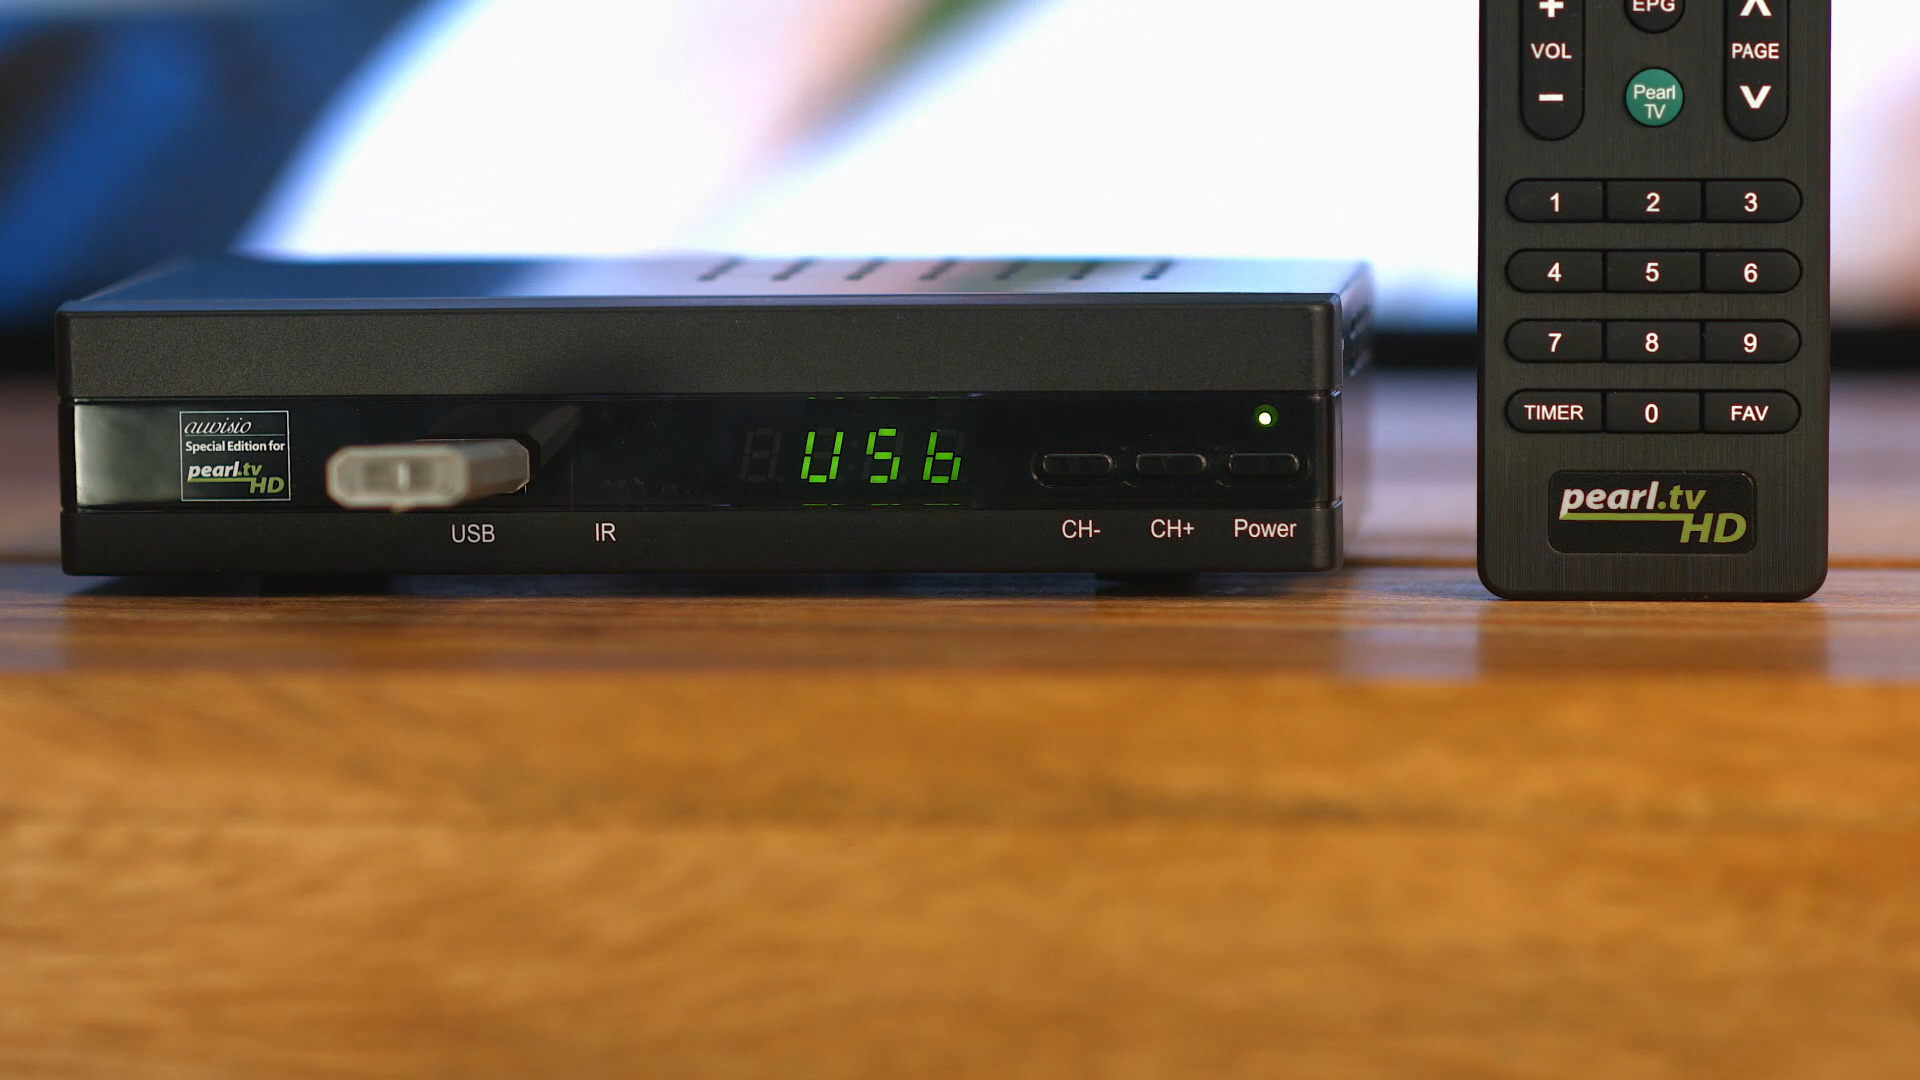 auvisio
Special Edition for
pearl.tv
HD
USB
IR
USb
CH-
CH+
Power
+
EPG
VOL
PAGE
-
Pearl
TV
1
2
3
4
5
6
7
8
9
TIMER
0
FAV
pearl.tv
HD